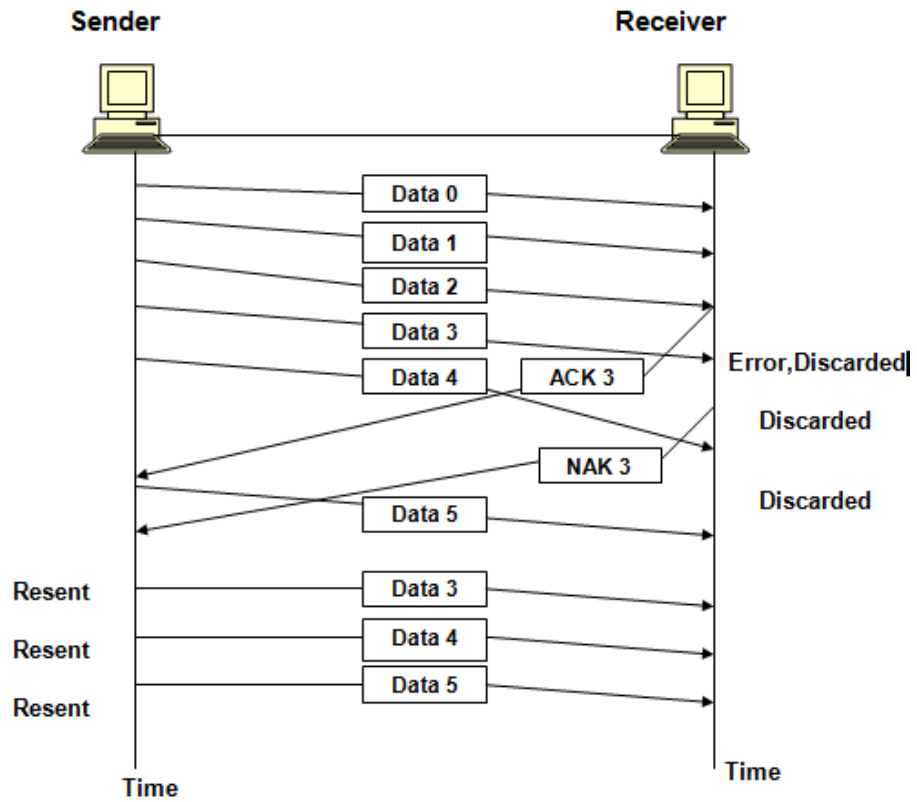 Sender
Receiver
Data 0
Data 1
Data 2
Data 3
Error,Discarded
Data 4
ACK 3
Discarded
NAK 3
Discarded
Data 5
Resent
Data 3
Resent
Data 4
Resent
Data 5
Time
Time